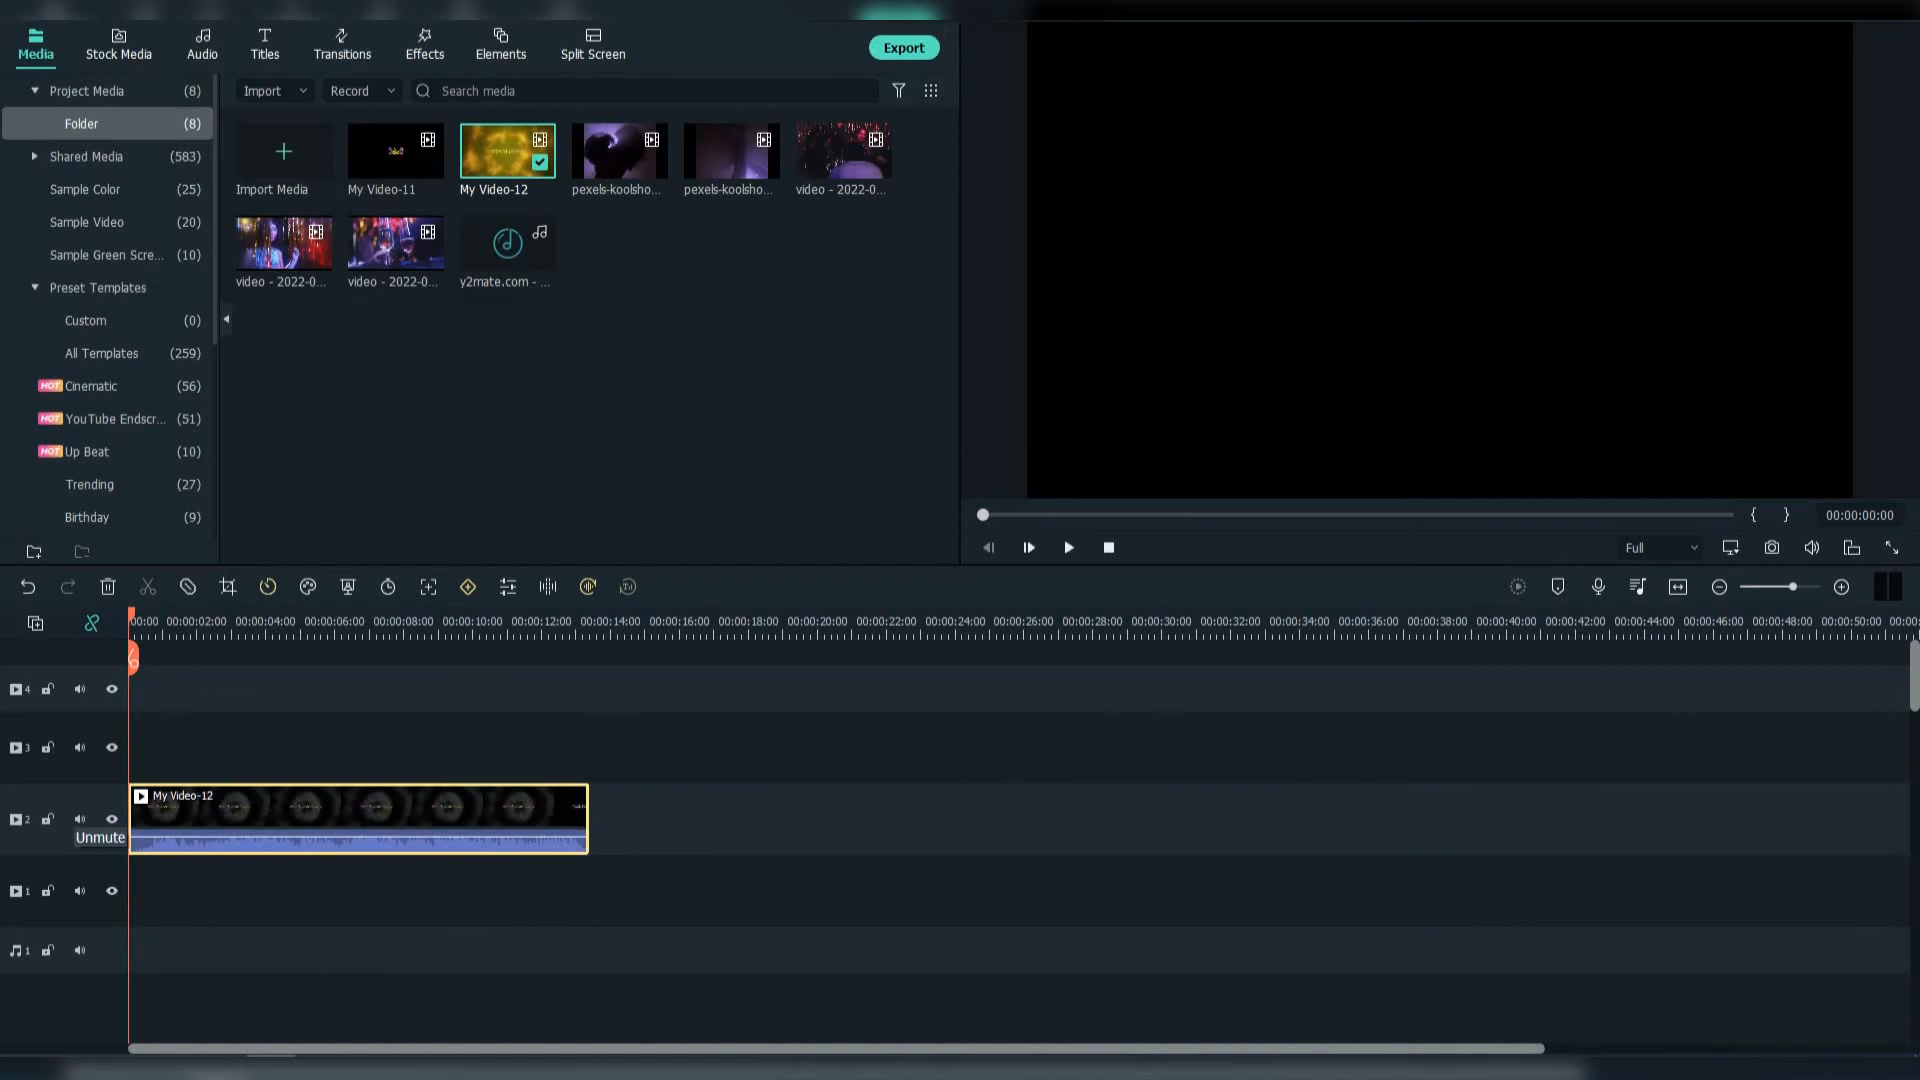 Media
Stock Media
Audio
Titles
Transitions
Effects
Elements
Split Screen
Export
Project Media (8)
Folder (8)
Shared Media (583)
Sample Color (25)
Sample Video (20)
Sample Green Scre... (10)
Preset Templates
Custom (0)
All Templates (259)
HOT Cinematic (56)
HOT YouTube Endscr... (51)
HOT Up Beat (10)
Trending (27)
Birthday (9)
Import
Record
Search media
Import Media
My Video-11
My Video-12
pexels-koolsho...
pexels-koolsho...
video - 2022-0...
video - 2022-0...
video - 2022-0...
y2mate.com - ...
{ } 00:00:00:00
Full
00:00 00:00:02:00 00:00:04:00 00:00:06:00 00:00:08:00 00:00:10:00 00:00:12:00 00:00:14:00 00:00:16:00 00:00:18:00 00:00:20:00 00:00:22:00 00:00:24:00 00:00:26:00 00:00:28:00 00:00:30:00 00:00:32:00 00:00:34:00 00:00:36:00 00:00:38:00 00:00:40:00 00:00:42:00 00:00:44:00 00:00:46:00 00:00:48:00 00:00:50:00 00:00:
4
3
My Video-12
2
Unmute
1
1